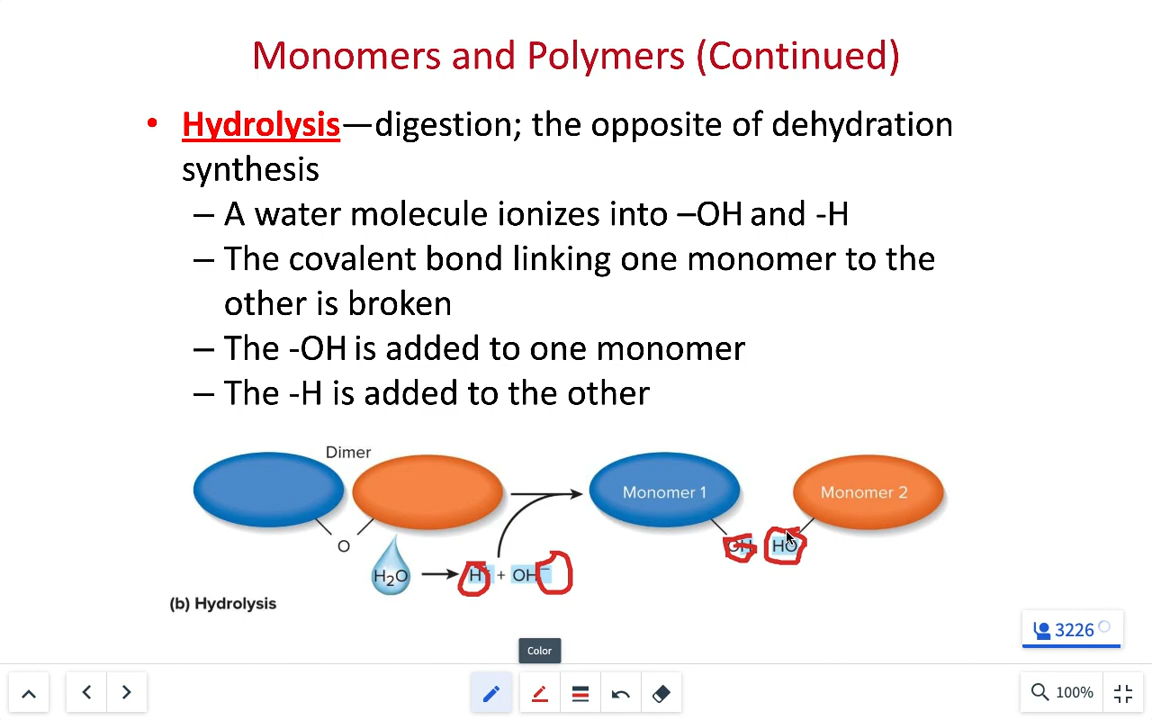 Monomers and Polymers (Continued)
• Hydrolysis—digestion; the opposite of dehydration
synthesis
– A water molecule ionizes into –OH and -H
– The covalent bond linking one monomer to the
other is broken
– The -OH is added to one monomer
– The -H is added to the other
Dimer
Monomer 1
Monomer 2
O
OH
HO
H₂O
H⁺ + OH⁻
(b) Hydrolysis
3226
Color
100%